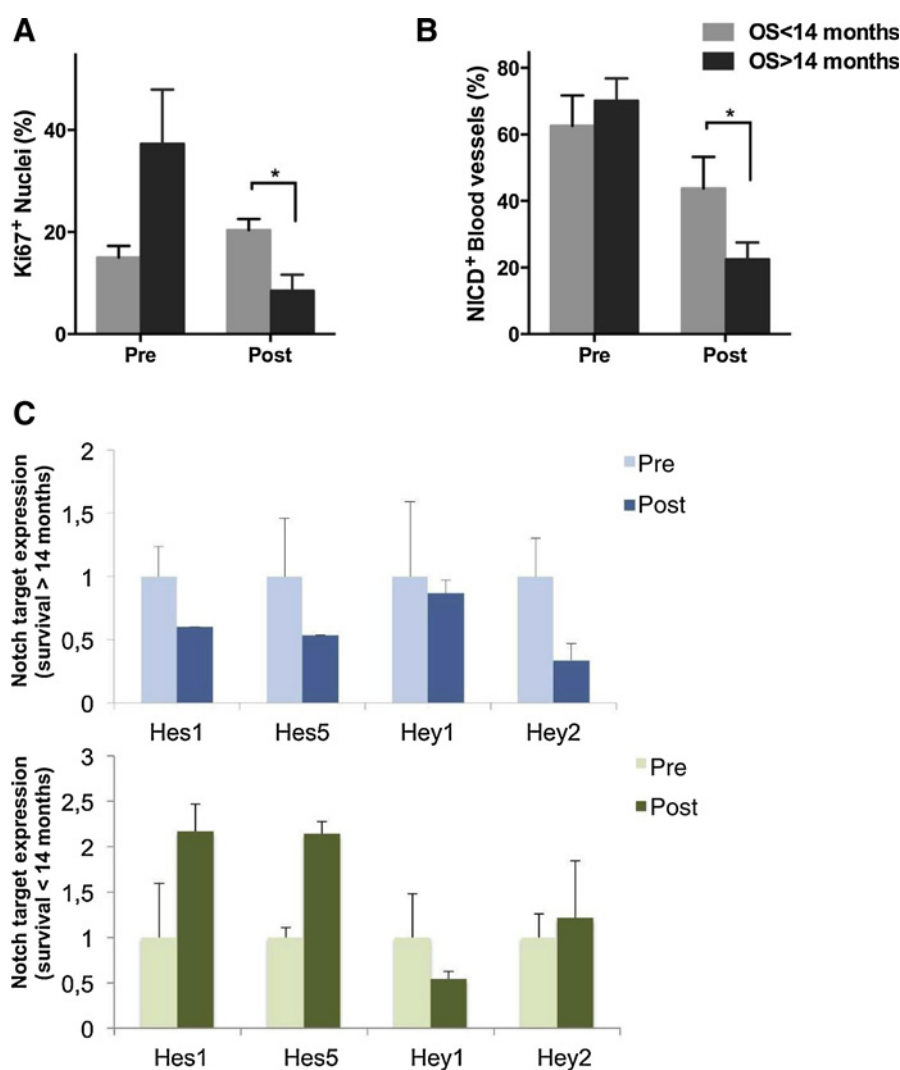 A
Ki67+ Nuclei (%)
40
20
0
Pre
Post
*
B
OS<14 months
OS>14 months
NICD+ Blood vessels (%)
80
60
40
20
0
Pre
Post
*
C
Notch target expression
(survival > 14 months)
2
1,5
1
0,5
0
Hes1
Hes5
Hey1
Hey2
Pre
Post
Notch target expression
(survival < 14 months)
3
2,5
2
1,5
1
0,5
0
Hes1
Hes5
Hey1
Hey2
Pre
Post